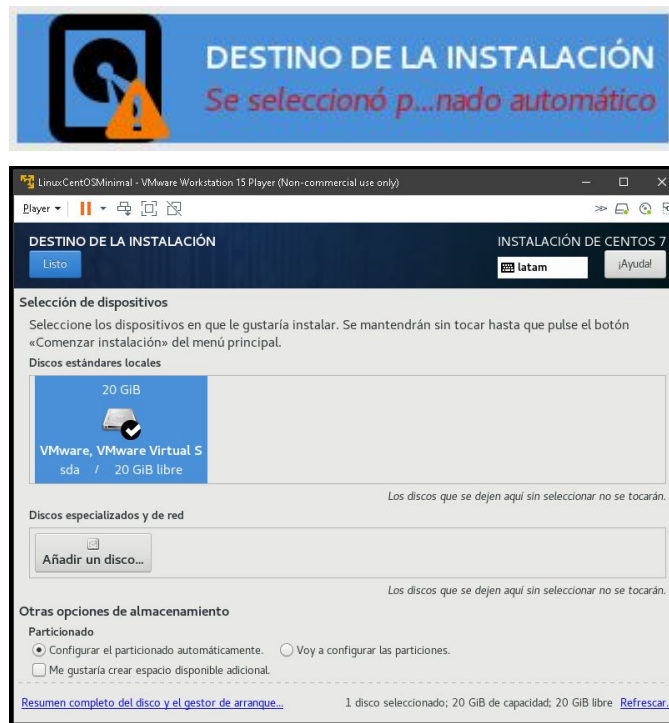 DESTINO DE LA INSTALACIÓN
Se seleccionó p...nado automático
LinuxCentOSMinimal - VMware Workstation 15 Player (Non-commercial use only)
Player
DESTINO DE LA INSTALACIÓN
INSTALACIÓN DE CENTOS 7
Listo
latam
¡Ayuda!
Selección de dispositivos
Seleccione los dispositivos en que le gustaría instalar. Se mantendrán sin tocar hasta que pulse el botón
«Comenzar instalación» del menú principal.
Discos estándares locales
20 GiB
VMware, VMware Virtual S
sda / 20 GiB libre
Los discos que se dejen aquí sin seleccionar no se tocarán.
Discos especializados y de red
Añadir un disco...
Los discos que se dejen aquí sin seleccionar no se tocarán.
Otras opciones de almacenamiento
Particionado
Configurar el particionado automáticamente. Voy a configurar las particiones.
Me gustaría crear espacio disponible adicional.
Resumen completo del disco y el gestor de arranque... 1 disco seleccionado; 20 GiB de capacidad; 20 GiB libre Refrescar.